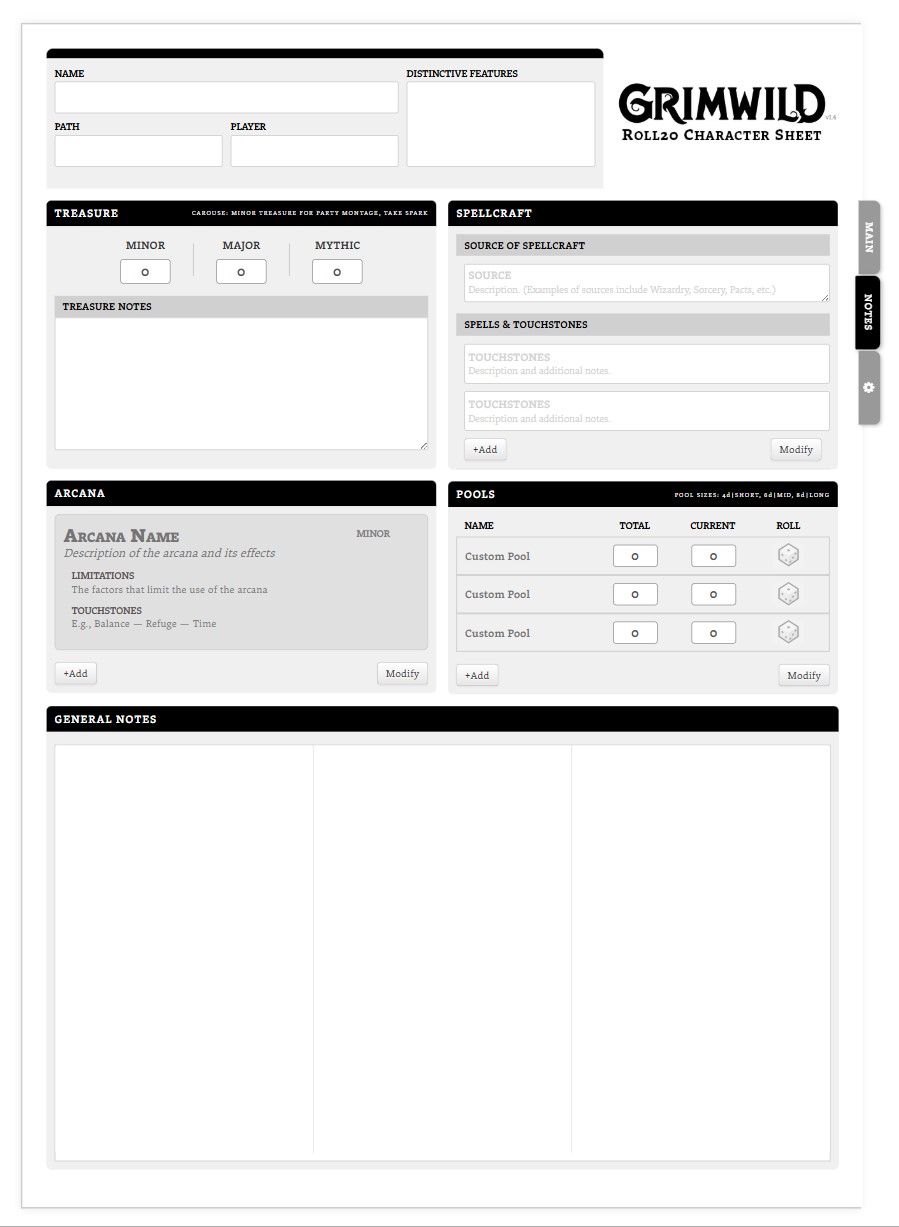 NAME
DISTINCTIVE FEATURES
PATH
PLAYER
GRIMWILD
v1.4
ROLL20 CHARACTER SHEET
TREASURE
CAROUSE: MINOR TREASURE FOR PARTY MONTAGE, TAKE SPARK
MINOR
MAJOR
MYTHIC
0
0
0
TREASURE NOTES
SPELLCRAFT
SOURCE OF SPELLCRAFT
SOURCE
Description. (Examples of sources include Wizardry, Sorcery, Pacts, etc.)
SPELLS & TOUCHSTONES
TOUCHSTONES
Description and additional notes.
TOUCHSTONES
Description and additional notes.
+Add
Modify
MAIN
NOTES
ARCANA
ARCANA NAME
MINOR
Description of the arcana and its effects
LIMITATIONS
The factors that limit the use of the arcana
TOUCHSTONES
E.g., Balance — Refuge — Time
+Add
Modify
POOLS
POOL SIZES: 4d|SHORT, 6d|MID, 8d|LONG
NAME
TOTAL
CURRENT
ROLL
Custom Pool
0
0
Custom Pool
0
0
Custom Pool
0
0
+Add
Modify
GENERAL NOTES